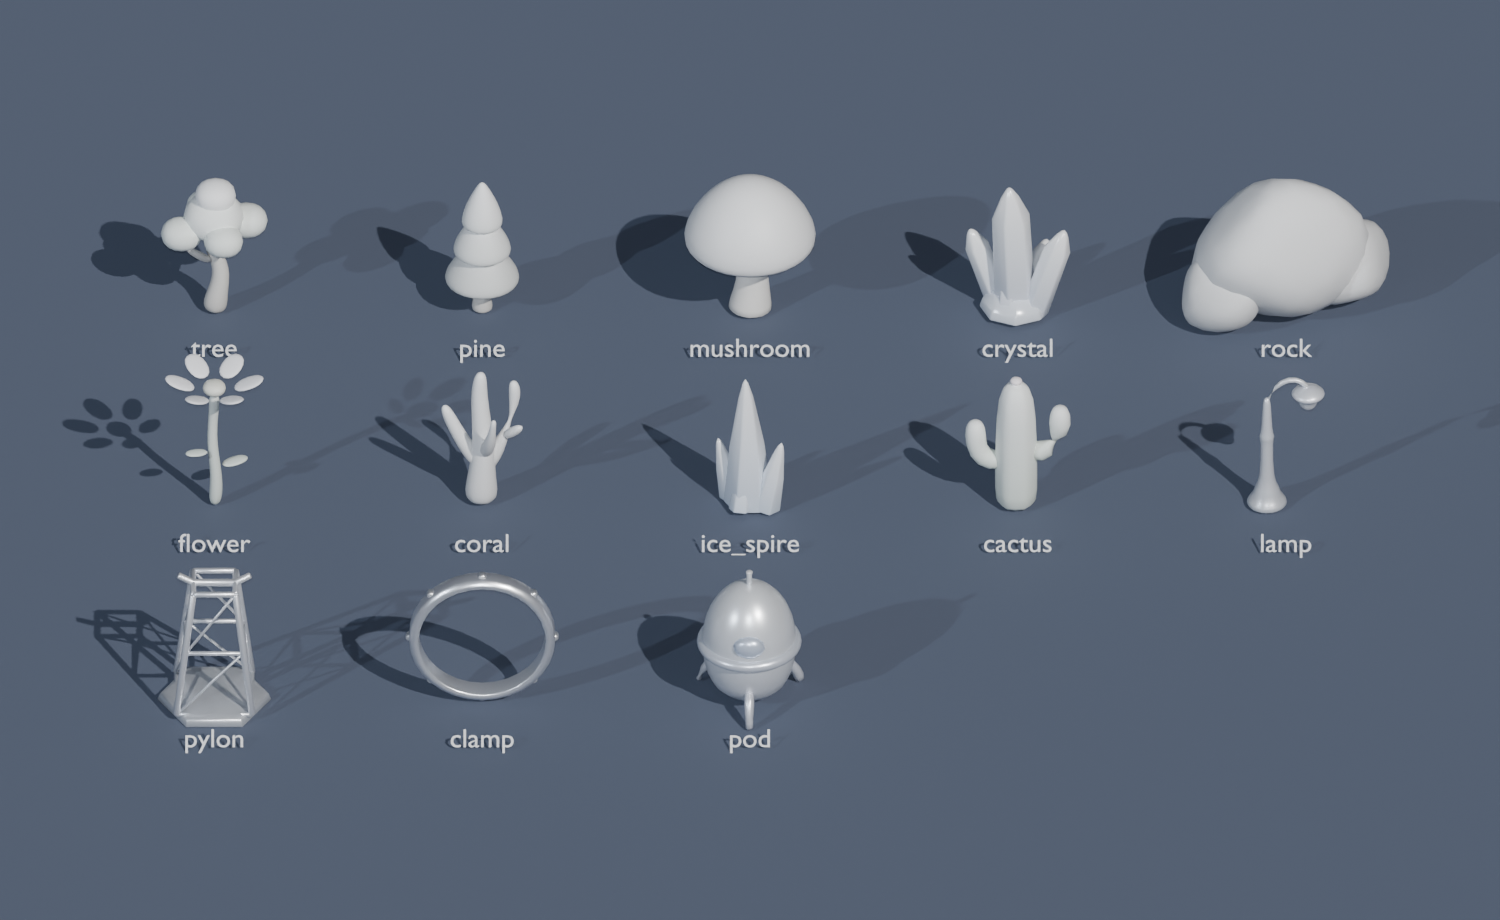 tree
pine
mushroom
crystal
rock
flower
coral
ice_spire
cactus
lamp
pylon
clamp
pod